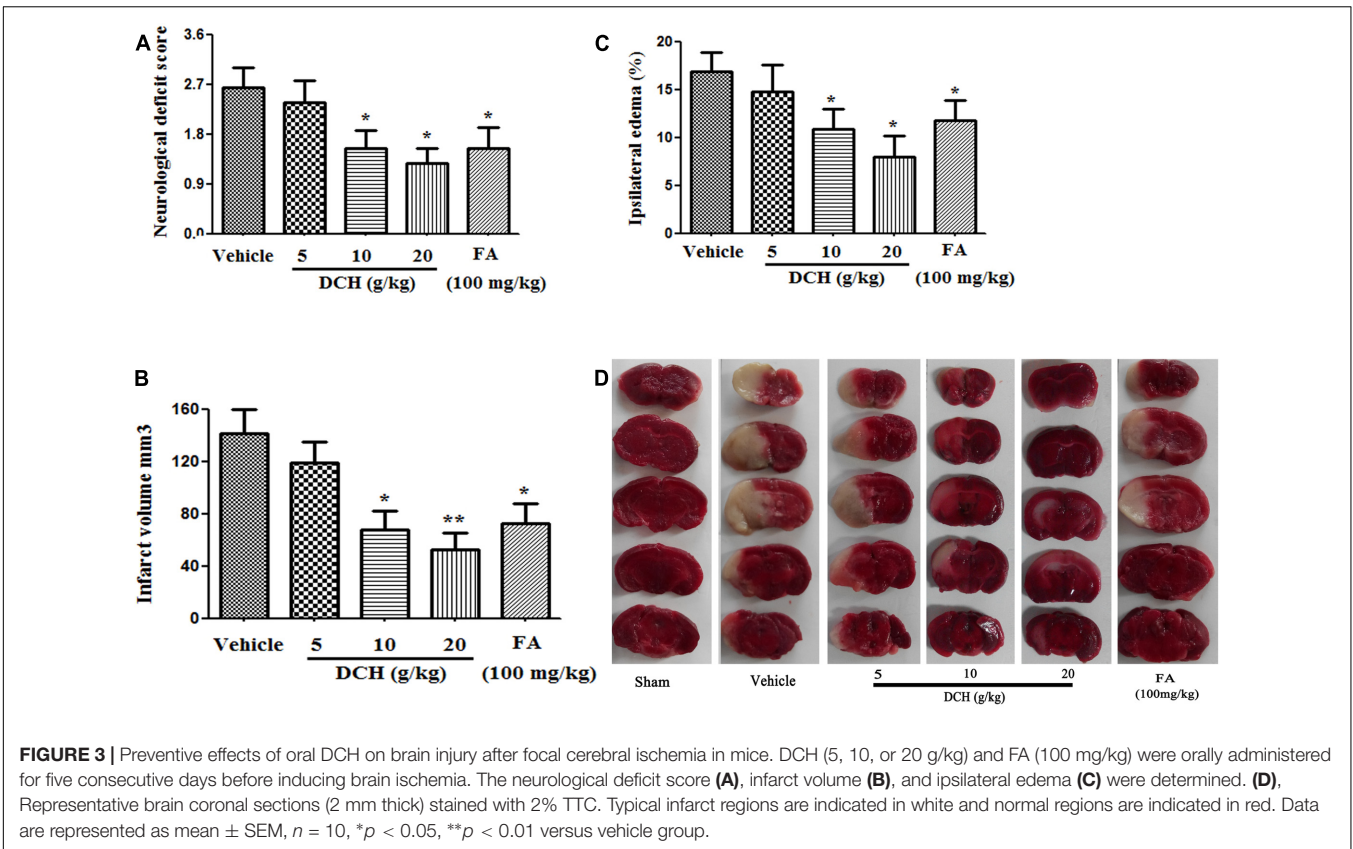 A
Neurological deficit score
3.6
2.7
1.8
0.9
0.0
* * *
Vehicle 5 10 20 FA
DCH (g/kg) (100 mg/kg)
C
Ipsilateral edema (%)
20
15
10
5
0
* * *
Vehicle 5 10 20 FA
DCH (g/kg) (100 mg/kg)
B
Infarct volume mm3
160
120
80
40
0
* ** *
Vehicle 5 10 20 FA
DCH (g/kg) (100 mg/kg)
D
Sham Vehicle 5 10 20 FA
DCH (g/kg) (100mg/kg)
FIGURE 3 | Preventive effects of oral DCH on brain injury after focal cerebral ischemia in mice. DCH (5, 10, or 20 g/kg) and FA (100 mg/kg) were orally administered
for five consecutive days before inducing brain ischemia. The neurological deficit score (A), infarct volume (B), and ipsilateral edema (C) were determined. (D),
Representative brain coronal sections (2 mm thick) stained with 2% TTC. Typical infarct regions are indicated in white and normal regions are indicated in red. Data
are represented as mean ± SEM, n = 10, *p < 0.05, **p < 0.01 versus vehicle group.